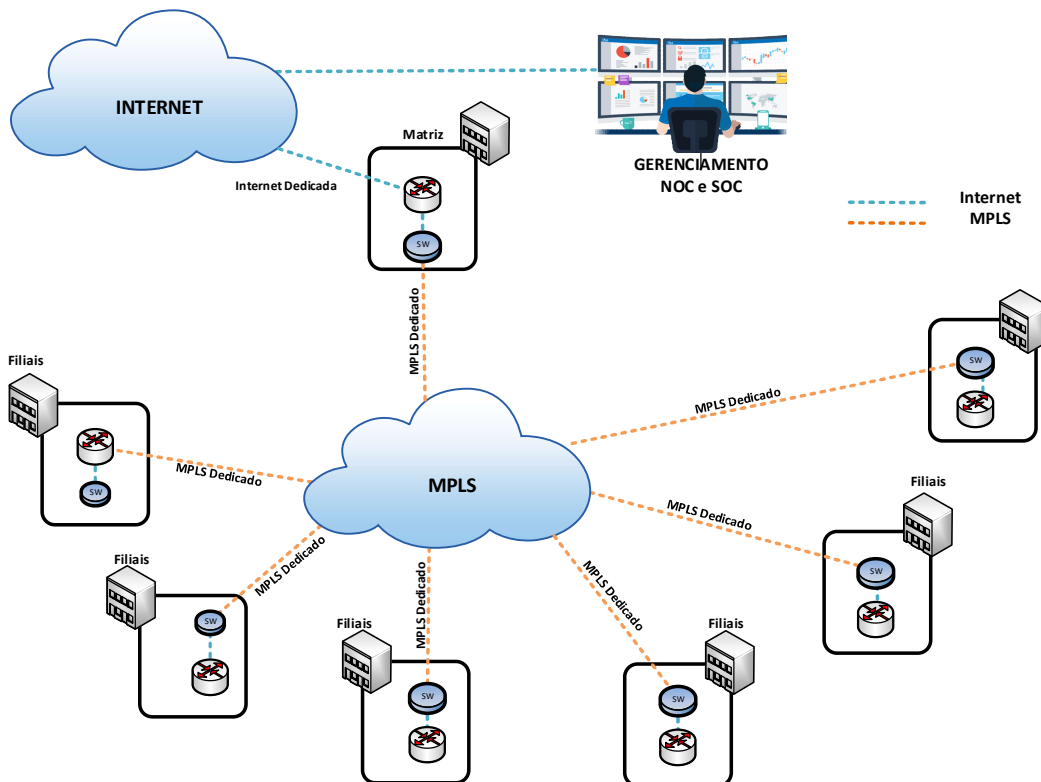 INTERNET
Matriz
Internet Dedicada
SW
GERENCIAMENTO
NOC e SOC
Internet
MPLS
MPLS Dedicado
Filiais
SW
MPLS Dedicado
MPLS
MPLS Dedicado
SW
MPLS Dedicado
Filiais
SW
Filiais
SW
MPLS Dedicado
Filiais
SW
MPLS Dedicado
Filiais
SW
MPLS Dedicado
Filiais
SW